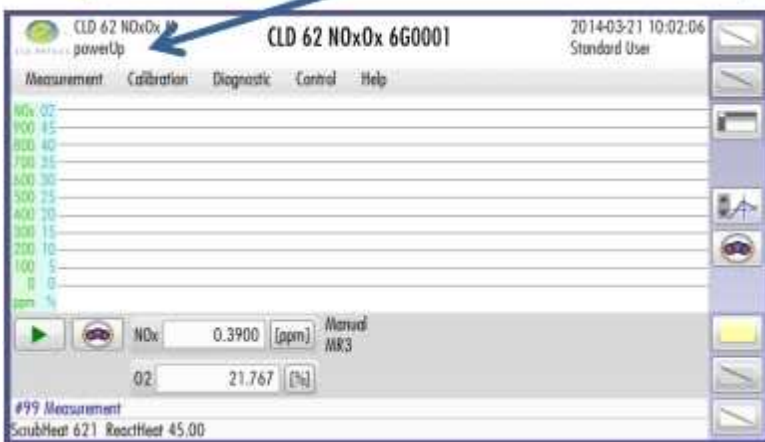 CLD 62 NOxOx
powerUp
CLD 62 NOxOx 6G0001
2014-03-21 10:02:06
Standard User
Measurement Calibration Diagnostic Control Help
NOx O2
900 45
800 40
700 35
600 30
500 25
400 20
300 15
200 10
100 5
0 0
ppm %
NOx 0.3900 [ppm] Manual
MR3
O2 21.767 [%]
#99 Measurement
ScrubHeat 621 ReactHeat 45.00